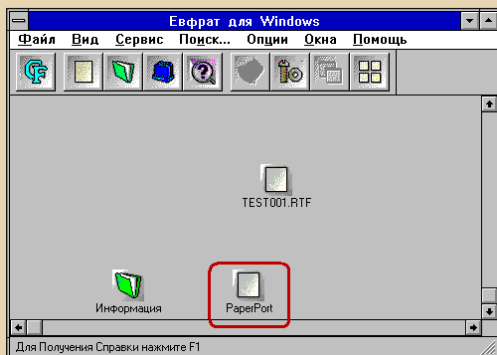 Евфрат для Windows
Файл Вид Сервис Поиск... Опции Окна Помощь
TEST001.RTF
Информация PaperPort
Для Получения Справки нажмите F1